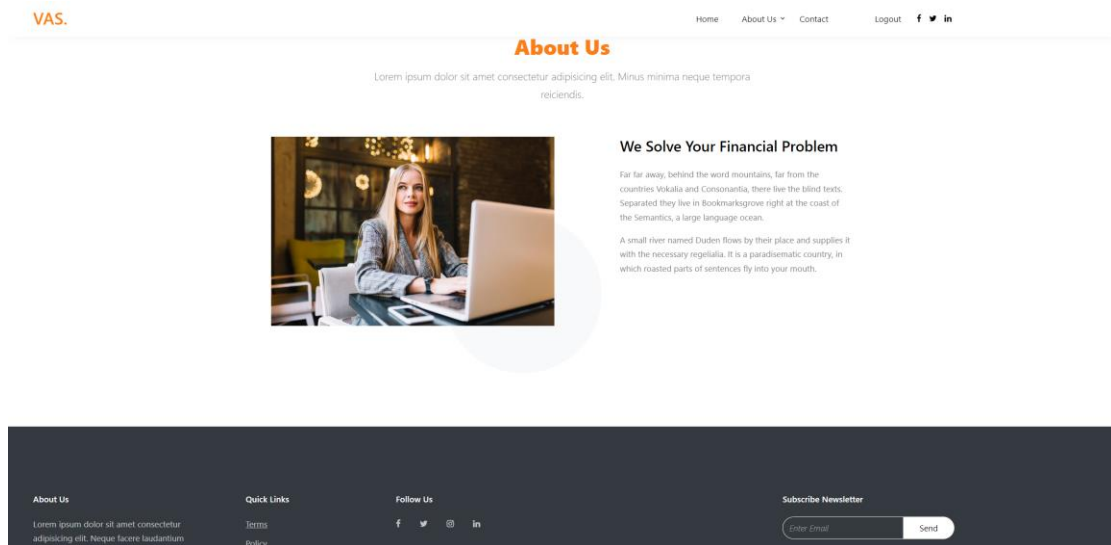 VAS.
Home About Us Contact Logout
About Us
Lorem ipsum dolor sit amet consectetur adipisicing elit. Minus minima neque tempora
reiciendis.
We Solve Your Financial Problem
Far far away, behind the word mountains, far from the
countries Vokalia and Consonantia, there live the blind texts.
Separated they live in Bookmarksgrove right at the coast of
the Semantics, a large language ocean.
A small river named Duden flows by their place and supplies it
with the necessary regelialia. It is a paradisematic country, in
which roasted parts of sentences fly into your mouth.
About Us
Lorem ipsum dolor sit amet consectetur
adipisicing elit. Neque facere laudantium
Quick Links
Terms
Policy
Follow Us
Subscribe Newsletter
Enter Email Send